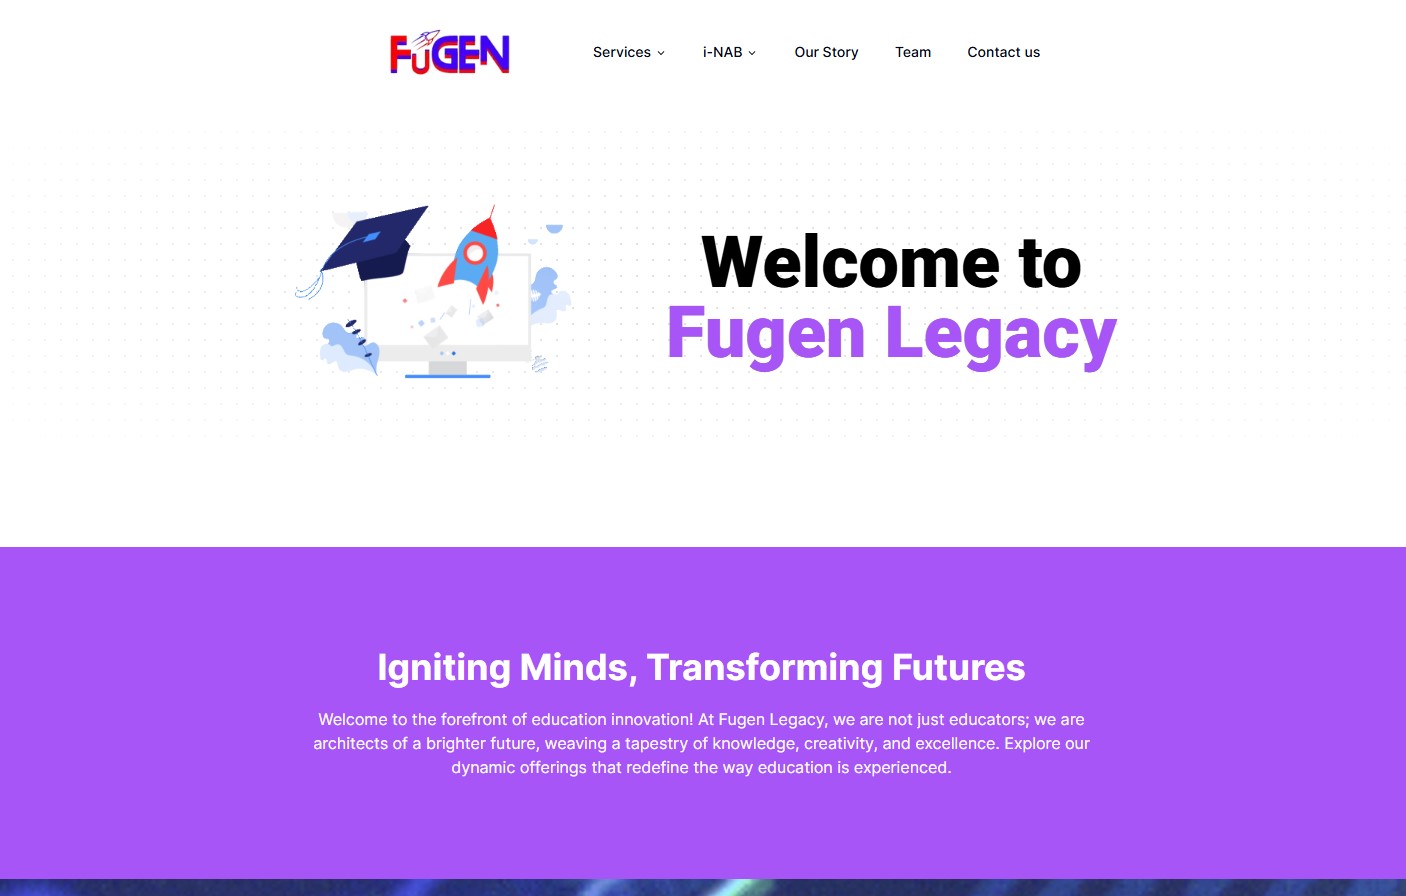 FuGEN
Services
i-NAB
Our Story
Team
Contact us
Welcome to
Fugen Legacy
Igniting Minds, Transforming Futures
Welcome to the forefront of education innovation! At Fugen Legacy, we are not just educators; we are
architects of a brighter future, weaving a tapestry of knowledge, creativity, and excellence. Explore our
dynamic offerings that redefine the way education is experienced.